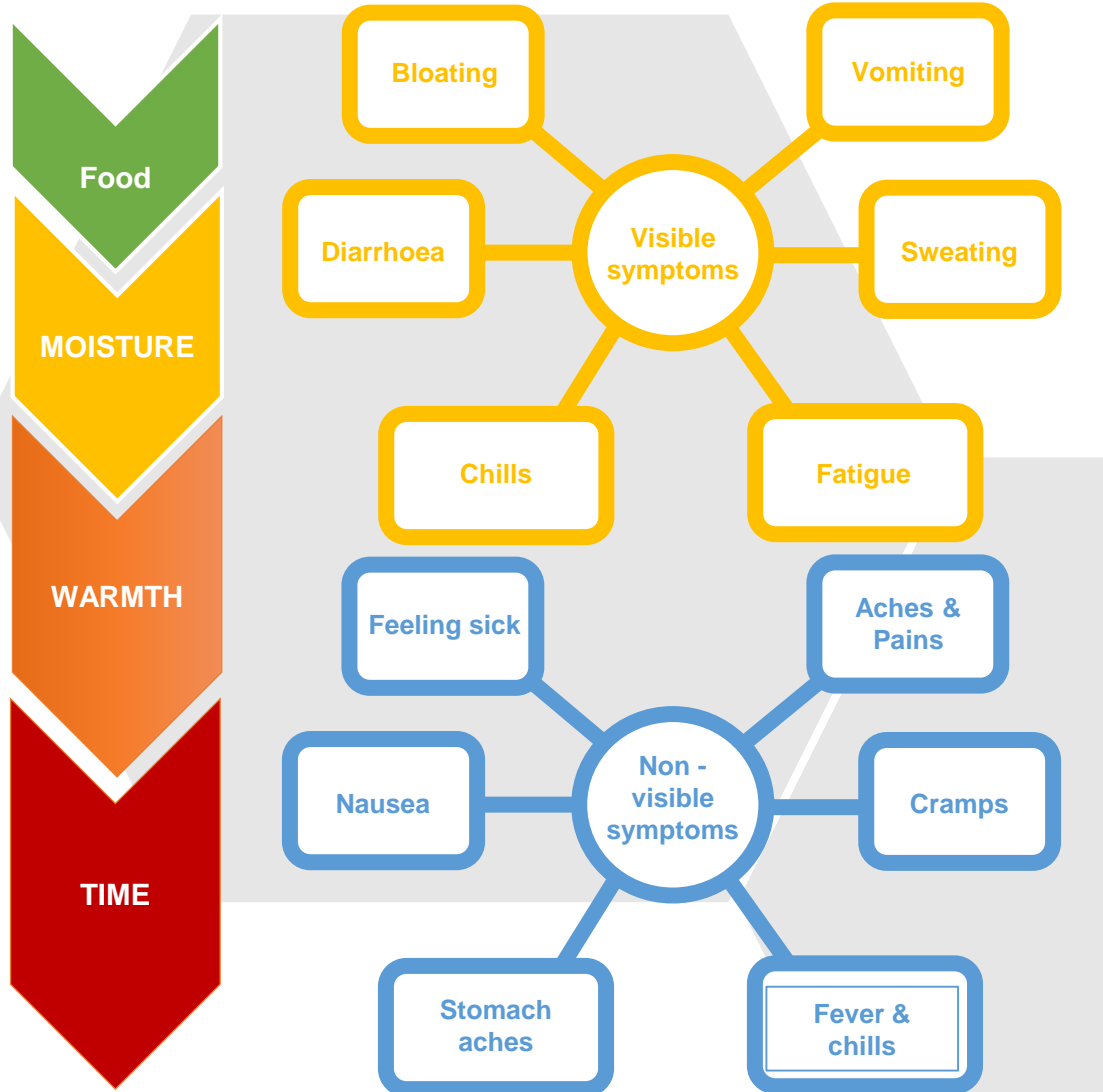 Food
MOISTURE
WARMTH
TIME
Bloating
Vomiting
Diarrhoea
Visible
symptoms
Sweating
Chills
Fatigue
Feeling sick
Aches &
Pains
Nausea
Non -
visible
symptoms
Cramps
Stomach
aches
Fever &
chills